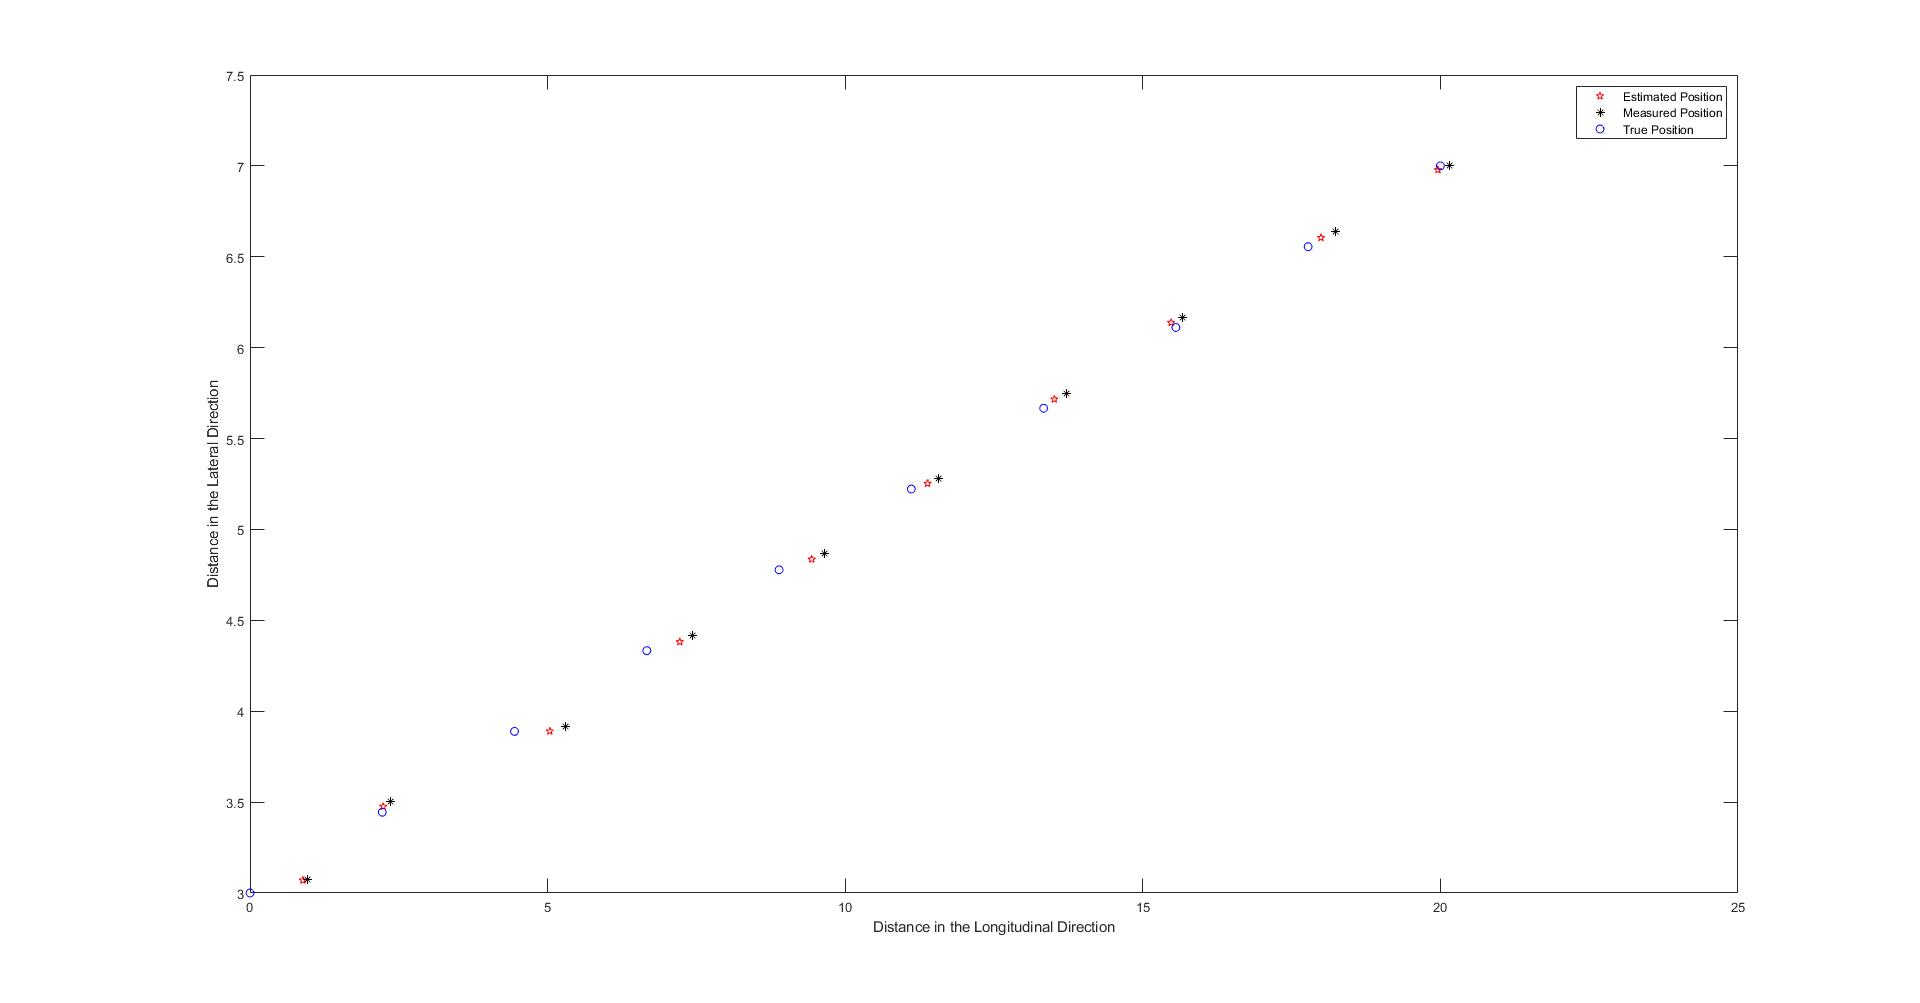 7.5
7
6.5
6
5.5
5
4.5
4
3.5
3
Distance in the Lateral Direction
Estimated Position
Measured Position
True Position
0 5 10 15 20 25
Distance in the Longitudinal Direction